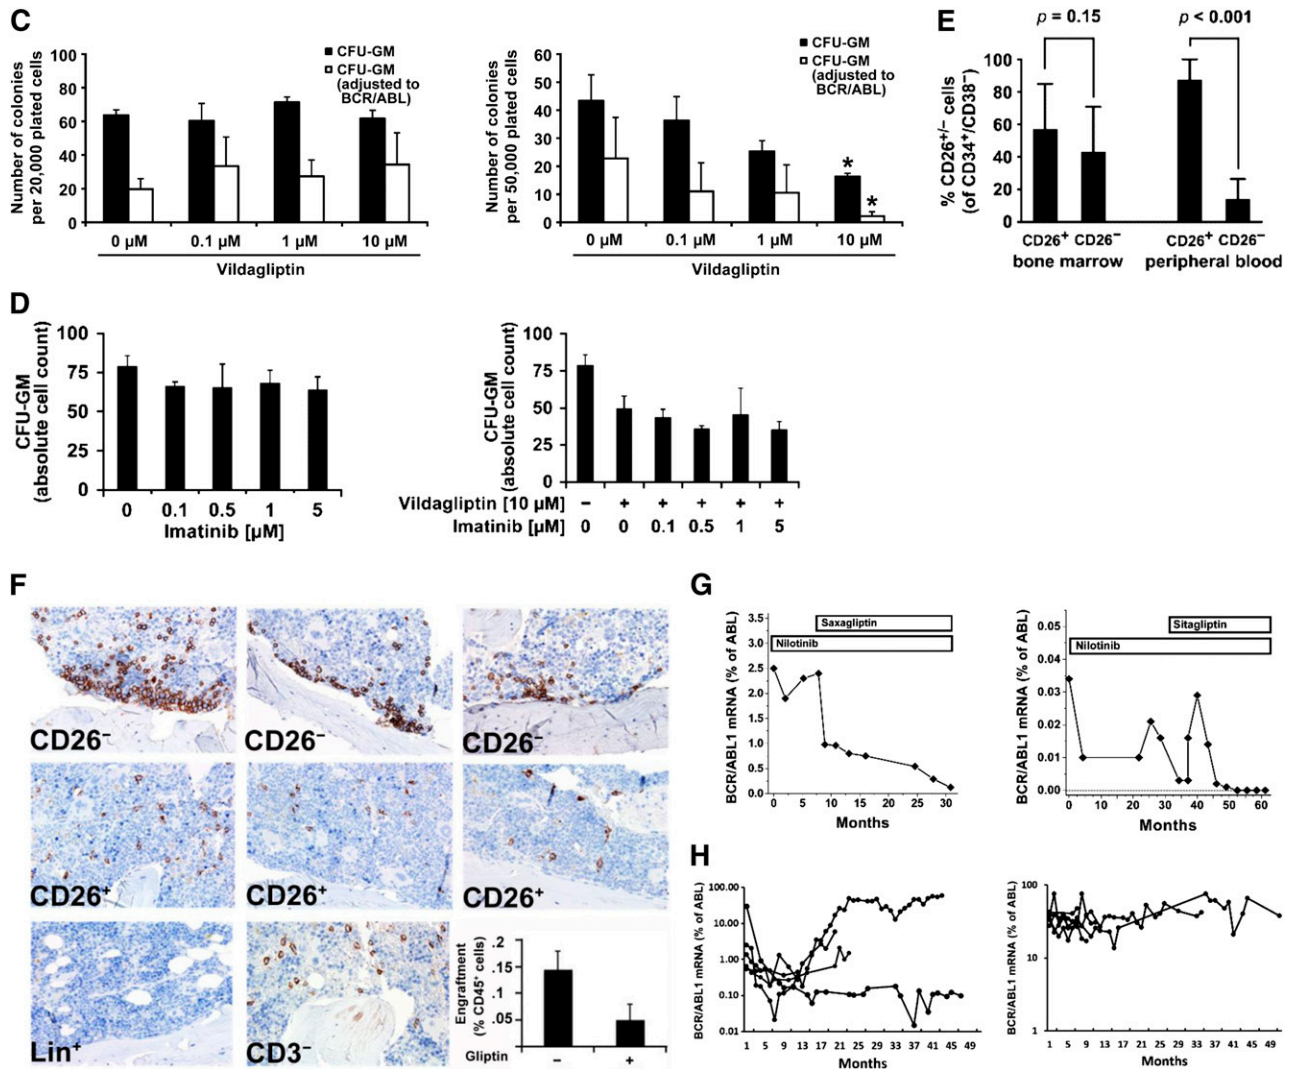 C
Number of colonies
per 20,000 plated cells
100
80
60
40
20
0
CFU-GM
CFU-GM
(adjusted to
BCR/ABL)
0 µM
0.1 µM
1 µM
10 µM
Vildagliptin
Number of colonies
per 50,000 plated cells
60
50
40
30
20
10
0
CFU-GM
CFU-GM
(adjusted to
BCR/ABL)
*
*
0 µM
0.1 µM
1 µM
10 µM
Vildagliptin
E
p = 0.15
p < 0.001
% CD26+/− cells
(of CD34+/CD38−)
100
80
60
40
20
0
CD26+ CD26−
bone marrow
CD26+ CD26−
peripheral blood
D
CFU-GM
(absolute cell count)
100
75
50
25
0
0 0.1 0.5 1 5
Imatinib [µM]
CFU-GM
(absolute cell count)
100
75
50
25
0
Vildagliptin [10 µM] − + + + + +
Imatinib [µM] 0 0 0.1 0.5 1 5
F
CD26−
CD26−
CD26−
CD26+
CD26+
CD26+
Lin+
CD3−
Engraftment
(% CD45+ cells)
.2
.15
.1
.05
Gliptin − +
G
BCR/ABL1 mRNA (% of ABL)
3.5
3.0
2.5
2.0
1.5
1.0
0.5
0.0
Saxagliptin
Nilotinib
0 5 10 15 20 25 30
Months
BCR/ABL1 mRNA (% of ABL)
0.05
0.04
0.03
0.02
0.01
0.00
Sitagliptin
Nilotinib
0 10 20 30 40 50 60
Months
H
BCR/ABL1 mRNA (% of ABL)
100.00
10.00
1.00
0.10
0.01
1 5 9 13 17 21 25 29 33 37 41 45 49
Months
BCR/ABL1 mRNA (% of ABL)
100
10
1
1 5 9 13 17 21 25 29 33 37 41 45 50
Months